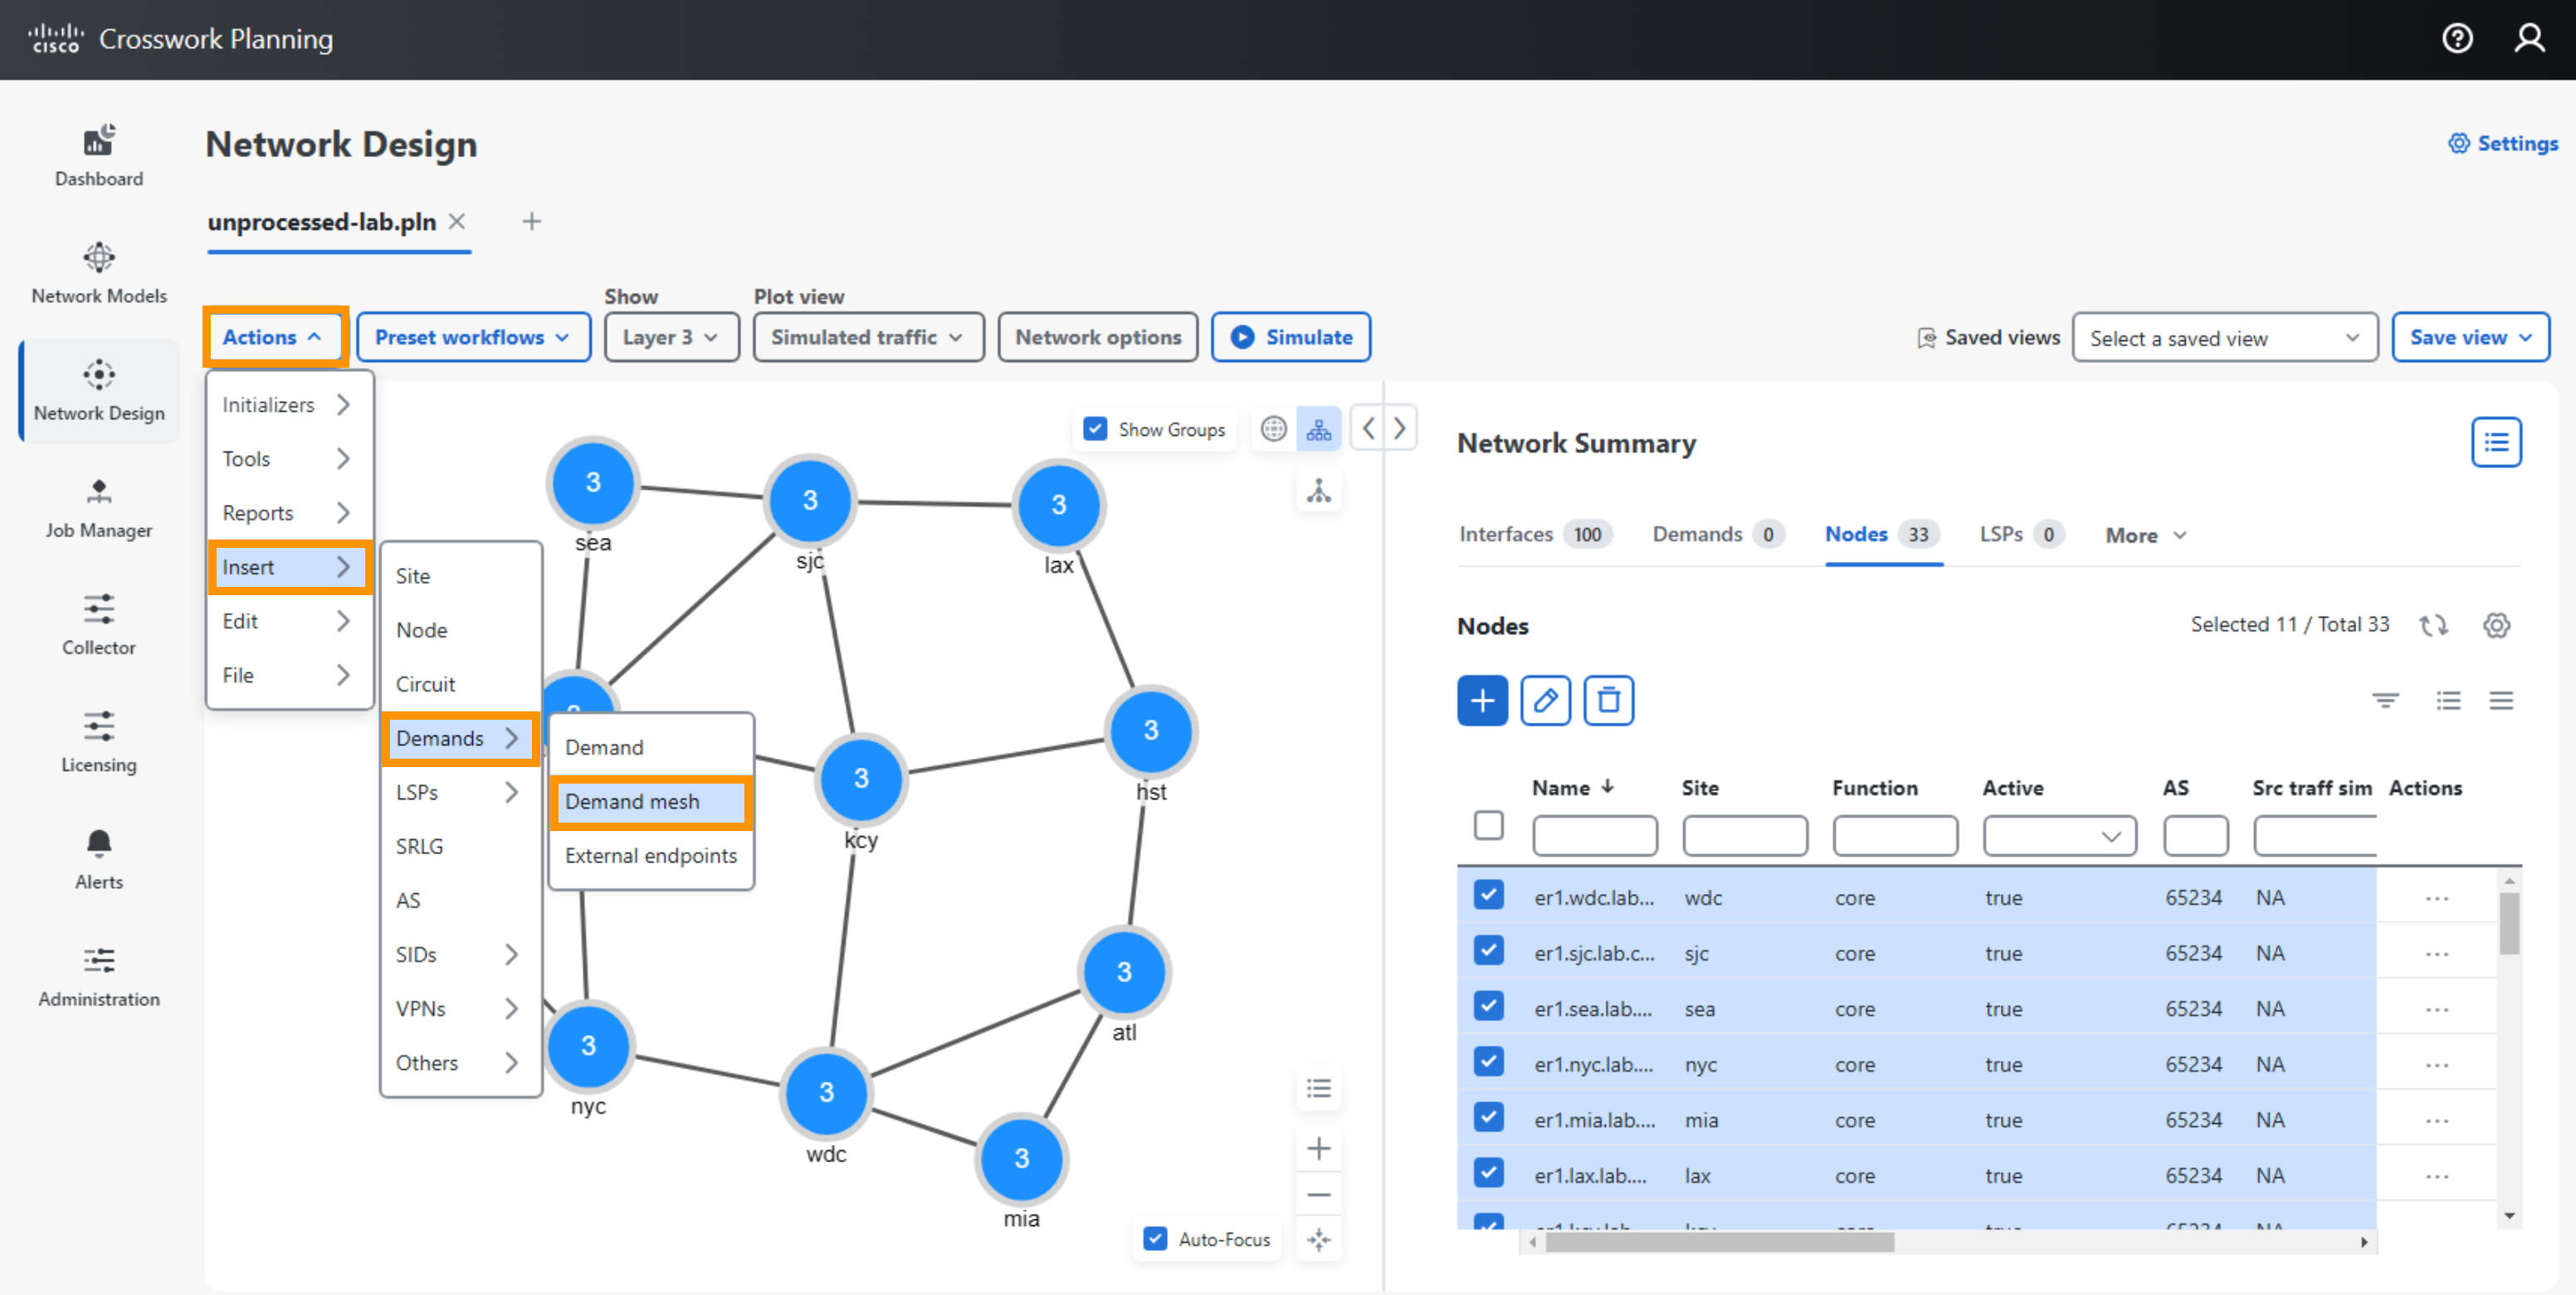 cisco Crosswork Planning
Dashboard
Network Models
Network Design
Job Manager
Collector
Licensing
Alerts
Administration
Network Design
Settings
unprocessed-lab.pln
Show
Plot view
Actions
Preset workflows
Layer 3
Simulated traffic
Network options
Simulate
Saved views
Select a saved view
Save view
Initializers
Tools
Reports
Insert
Edit
File
Site
Node
Circuit
Demands
LSPs
SRLG
AS
SIDs
VPNs
Others
Demand
Demand mesh
External endpoints
Show Groups
3
sea
3
sjc
3
lax
3
hst
3
kcy
3
atl
3
nyc
3
wdc
3
mia
Auto-Focus
Network Summary
Interfaces 100 Demands 0 Nodes 33 LSPs 0 More
Nodes
Selected 11 / Total 33
Name Site Function Active AS Src traff sim Actions
er1.wdc.lab... wdc core true 65234 NA ...
er1.sjc.lab.c... sjc core true 65234 NA ...
er1.sea.lab.... sea core true 65234 NA ...
er1.nyc.lab.... nyc core true 65234 NA ...
er1.mia.lab.... mia core true 65234 NA ...
er1.lax.lab.... lax core true 65234 NA ...